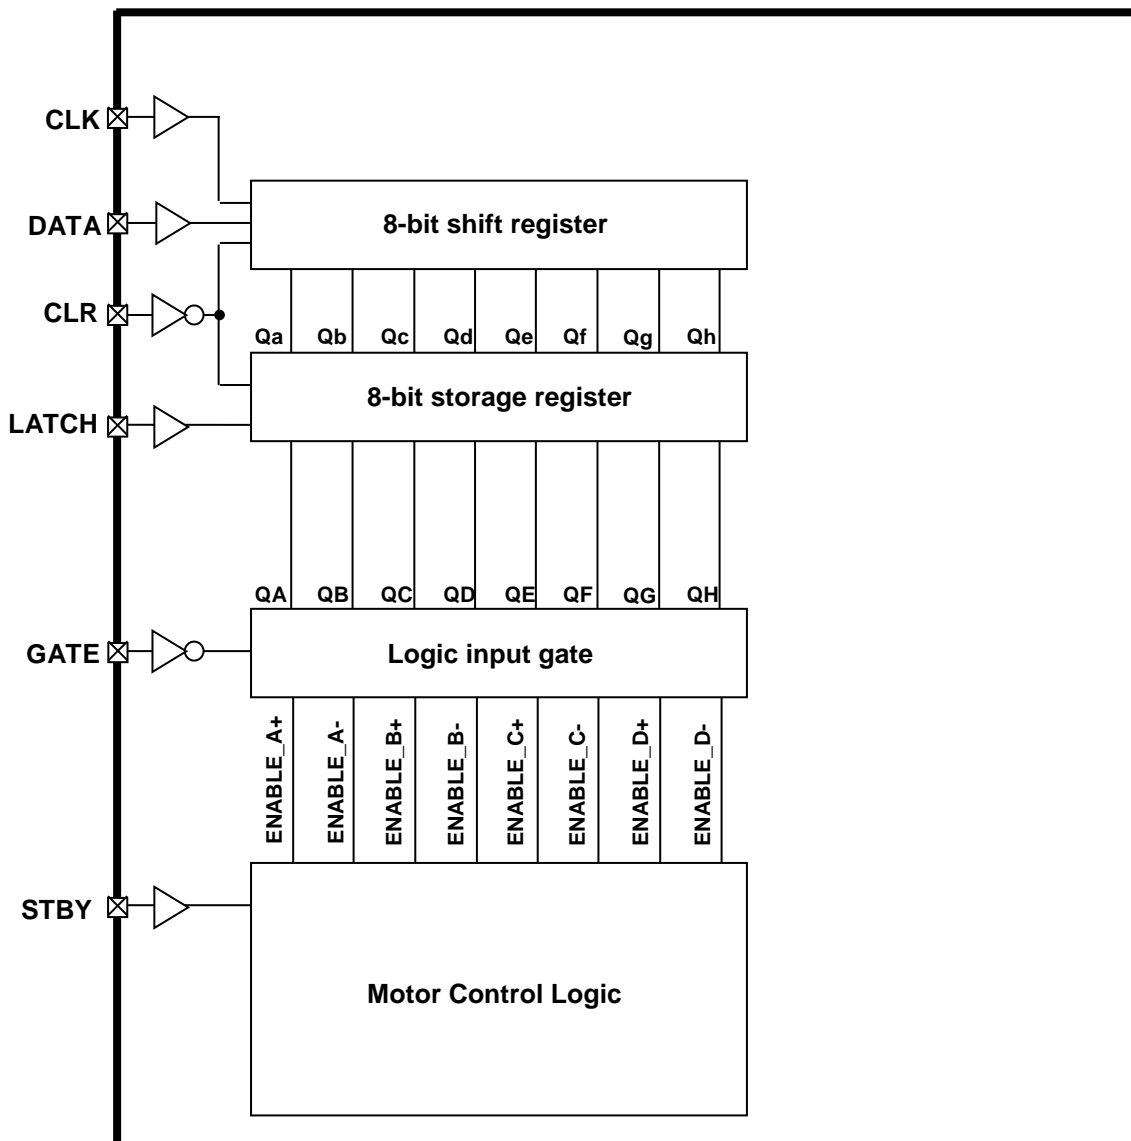 CLK
DATA
8-bit shift register
CLR
Qa Qb Qc Qd Qe Qf Qg Qh
8-bit storage register
LATCH
QA QB QC QD QE QF QG QH
GATE
Logic input gate
ENABLE_A+
ENABLE_A-
ENABLE_B+
ENABLE_B-
ENABLE_C+
ENABLE_C-
ENABLE_D+
ENABLE_D-
STBY
Motor Control Logic